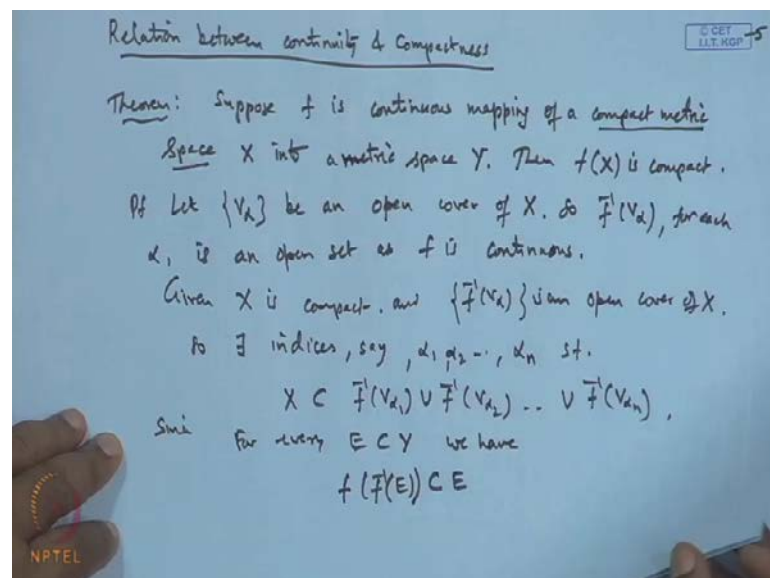 Relation between continuity & Compactness
© CET
I.I.T. KGP
-5
Theorem: Suppose f is continuous mapping of a compact metric
Space X into a metric space Y. Then f(X) is compact.
Pf Let {Vα} be an open cover of X. So f⁻¹(Vα), for each
α, is an open set as f is continuous.
Given X is compact. and {f⁻¹(Vα)} is an open cover of X.
So ∃ indices, say, α₁, α₂ .., αₙ st.
X ⊂ f⁻¹(Vα₁) ∪ f⁻¹(Vα₂) .. ∪ f⁻¹(Vαₙ),
Since For every E ⊂ Y we have
f(f⁻¹(E)) ⊂ E
NPTEL